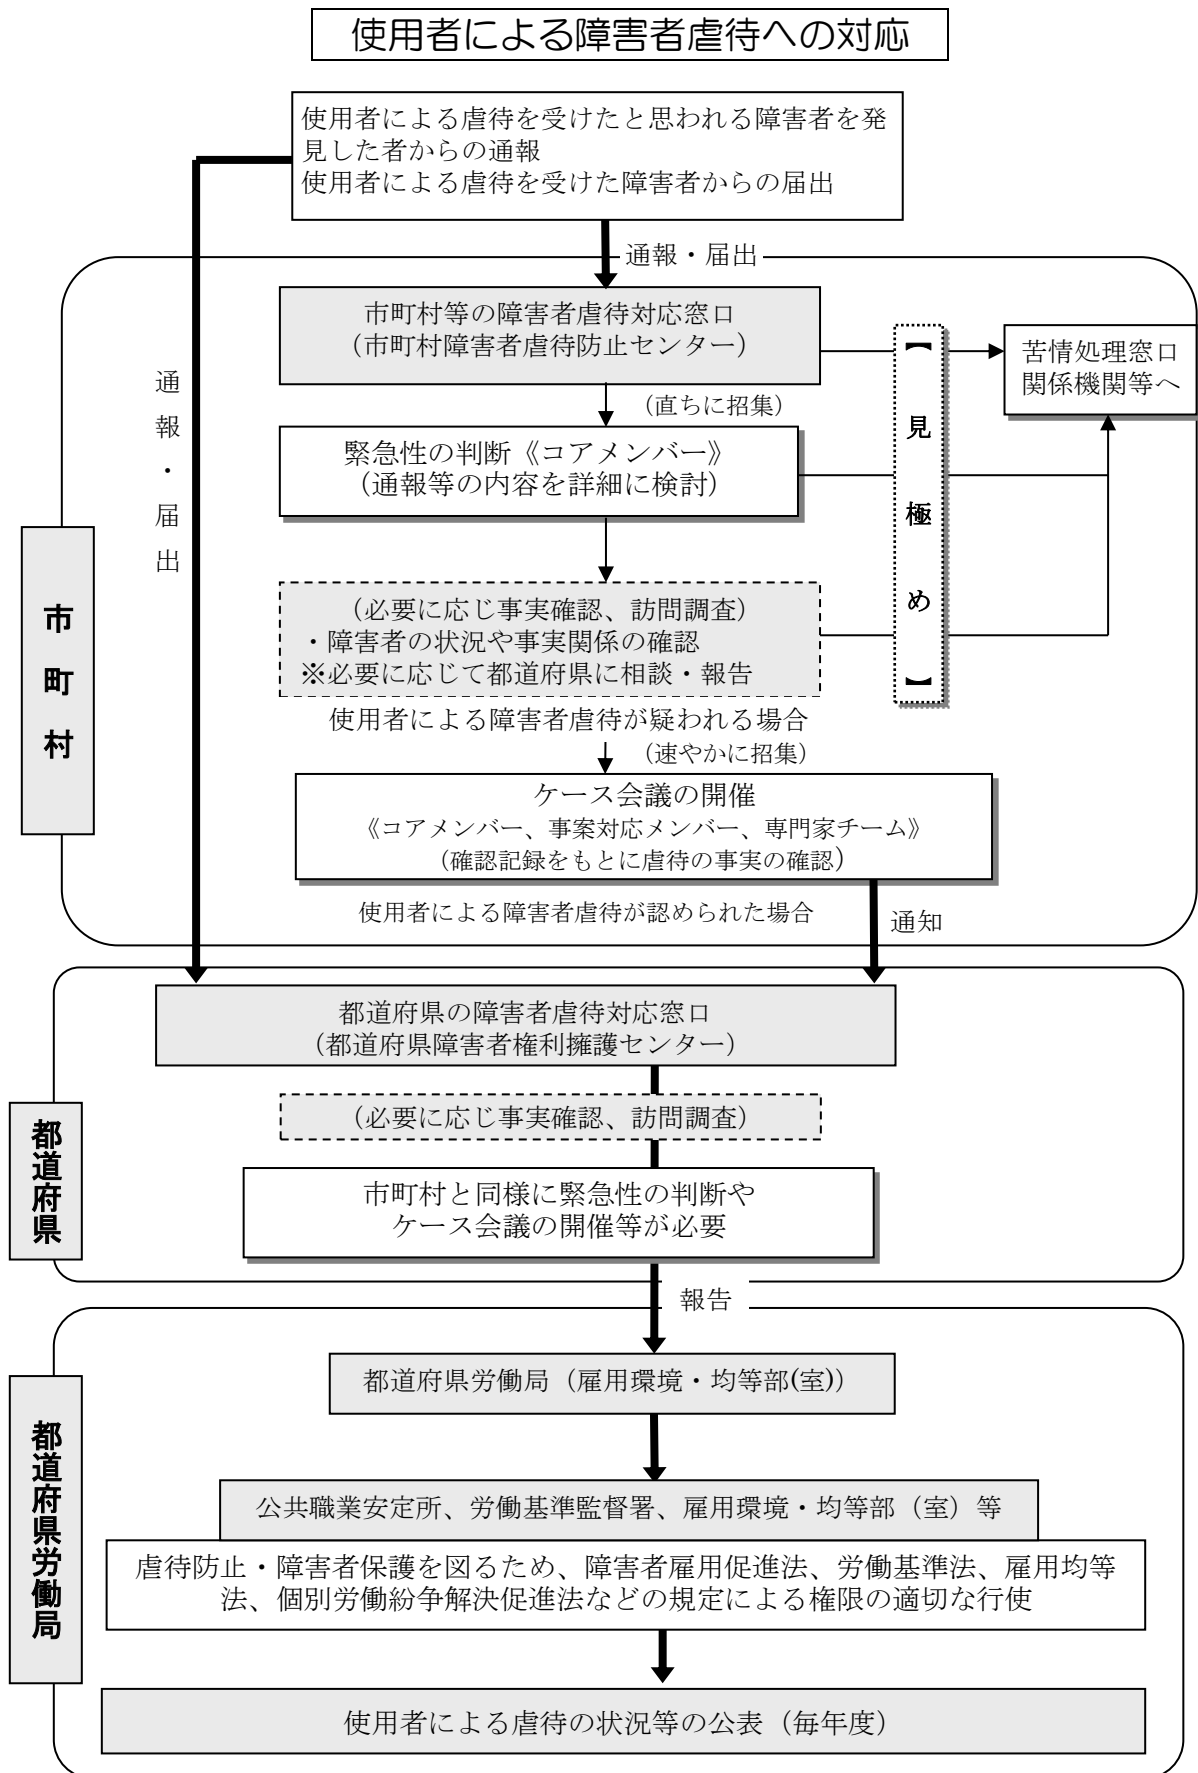 使用者による障害者虐待への対応
使用者による虐待を受けたと思われる障害者を発
見した者からの通報
使用者による虐待を受けた障害者からの届出
通報・届出
市町村等の障害者虐待対応窓口
（市町村障害者虐待防止センター）
苦情処理窓口
関係機関等へ
【見極め】
通報・届出
（直ちに招集）
緊急性の判断《コアメンバー》
（通報等の内容を詳細に検討）
市町村
（必要に応じ事実確認、訪問調査）
・障害者の状況や事実関係の確認
※必要に応じて都道府県に相談・報告
使用者による障害者虐待が疑われる場合
（速やかに招集）
ケース会議の開催
《コアメンバー、事案対応メンバー、専門家チーム》
（確認記録をもとに虐待の事実の確認）
使用者による障害者虐待が認められた場合
通知
都道府県の障害者虐待対応窓口
（都道府県障害者権利擁護センター）
都道府県
（必要に応じ事実確認、訪問調査）
市町村と同様に緊急性の判断や
ケース会議の開催等が必要
報告
都道府県労働局（雇用環境・均等部(室)）
都道府県労働局
公共職業安定所、労働基準監督署、雇用環境・均等部（室）等
虐待防止・障害者保護を図るため、障害者雇用促進法、労働基準法、雇用均等
法、個別労働紛争解決促進法などの規定による権限の適切な行使
使用者による虐待の状況等の公表（毎年度）